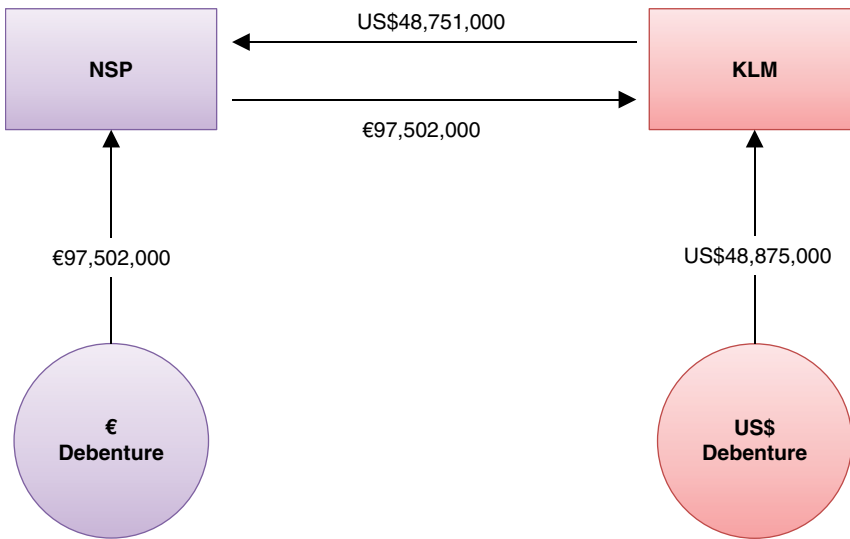 US$48,751,000
NSP
KLM
€97,502,000
€97,502,000
US$48,875,000
€
Debenture
US$
Debenture